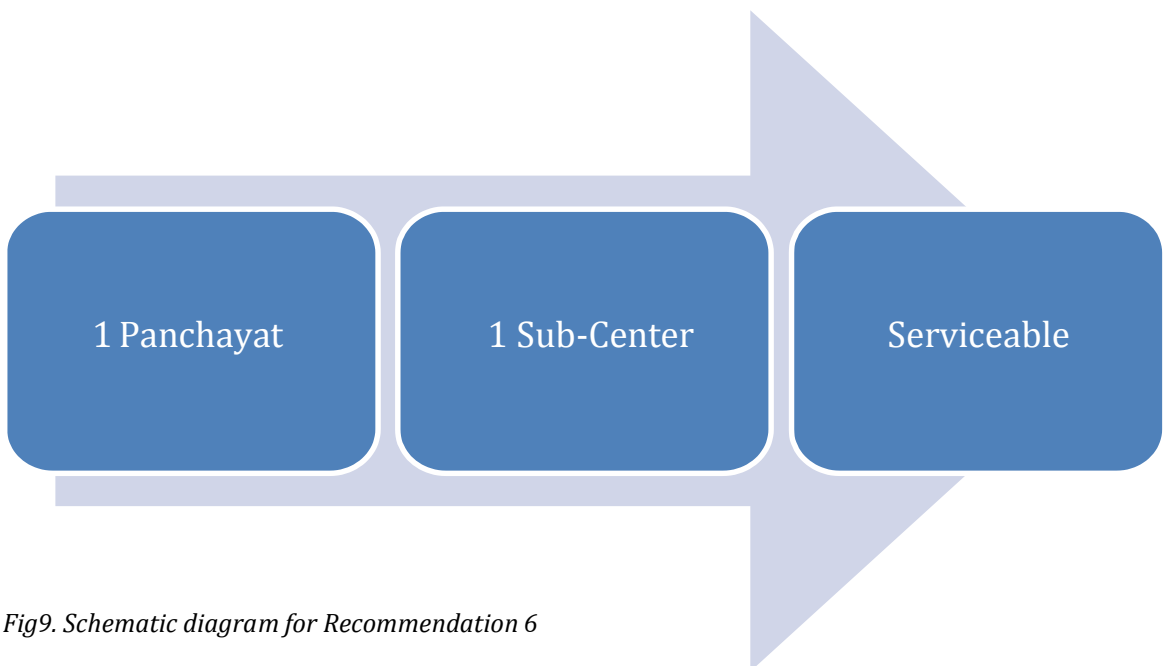 1 Panchayat
1 Sub-Center
Serviceable
Fig9. Schematic diagram for Recommendation 6